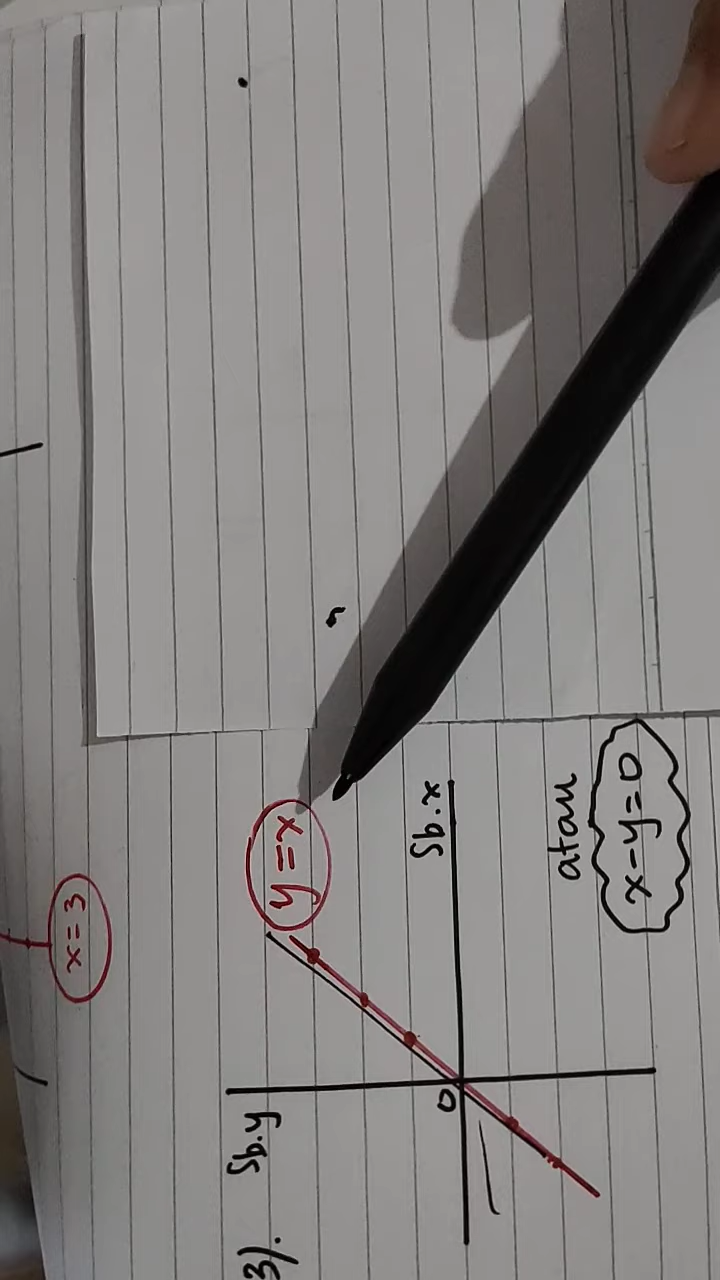 x = 3
3).
Sb.y
y = x
0
Sb.x
atau
x - y = 0